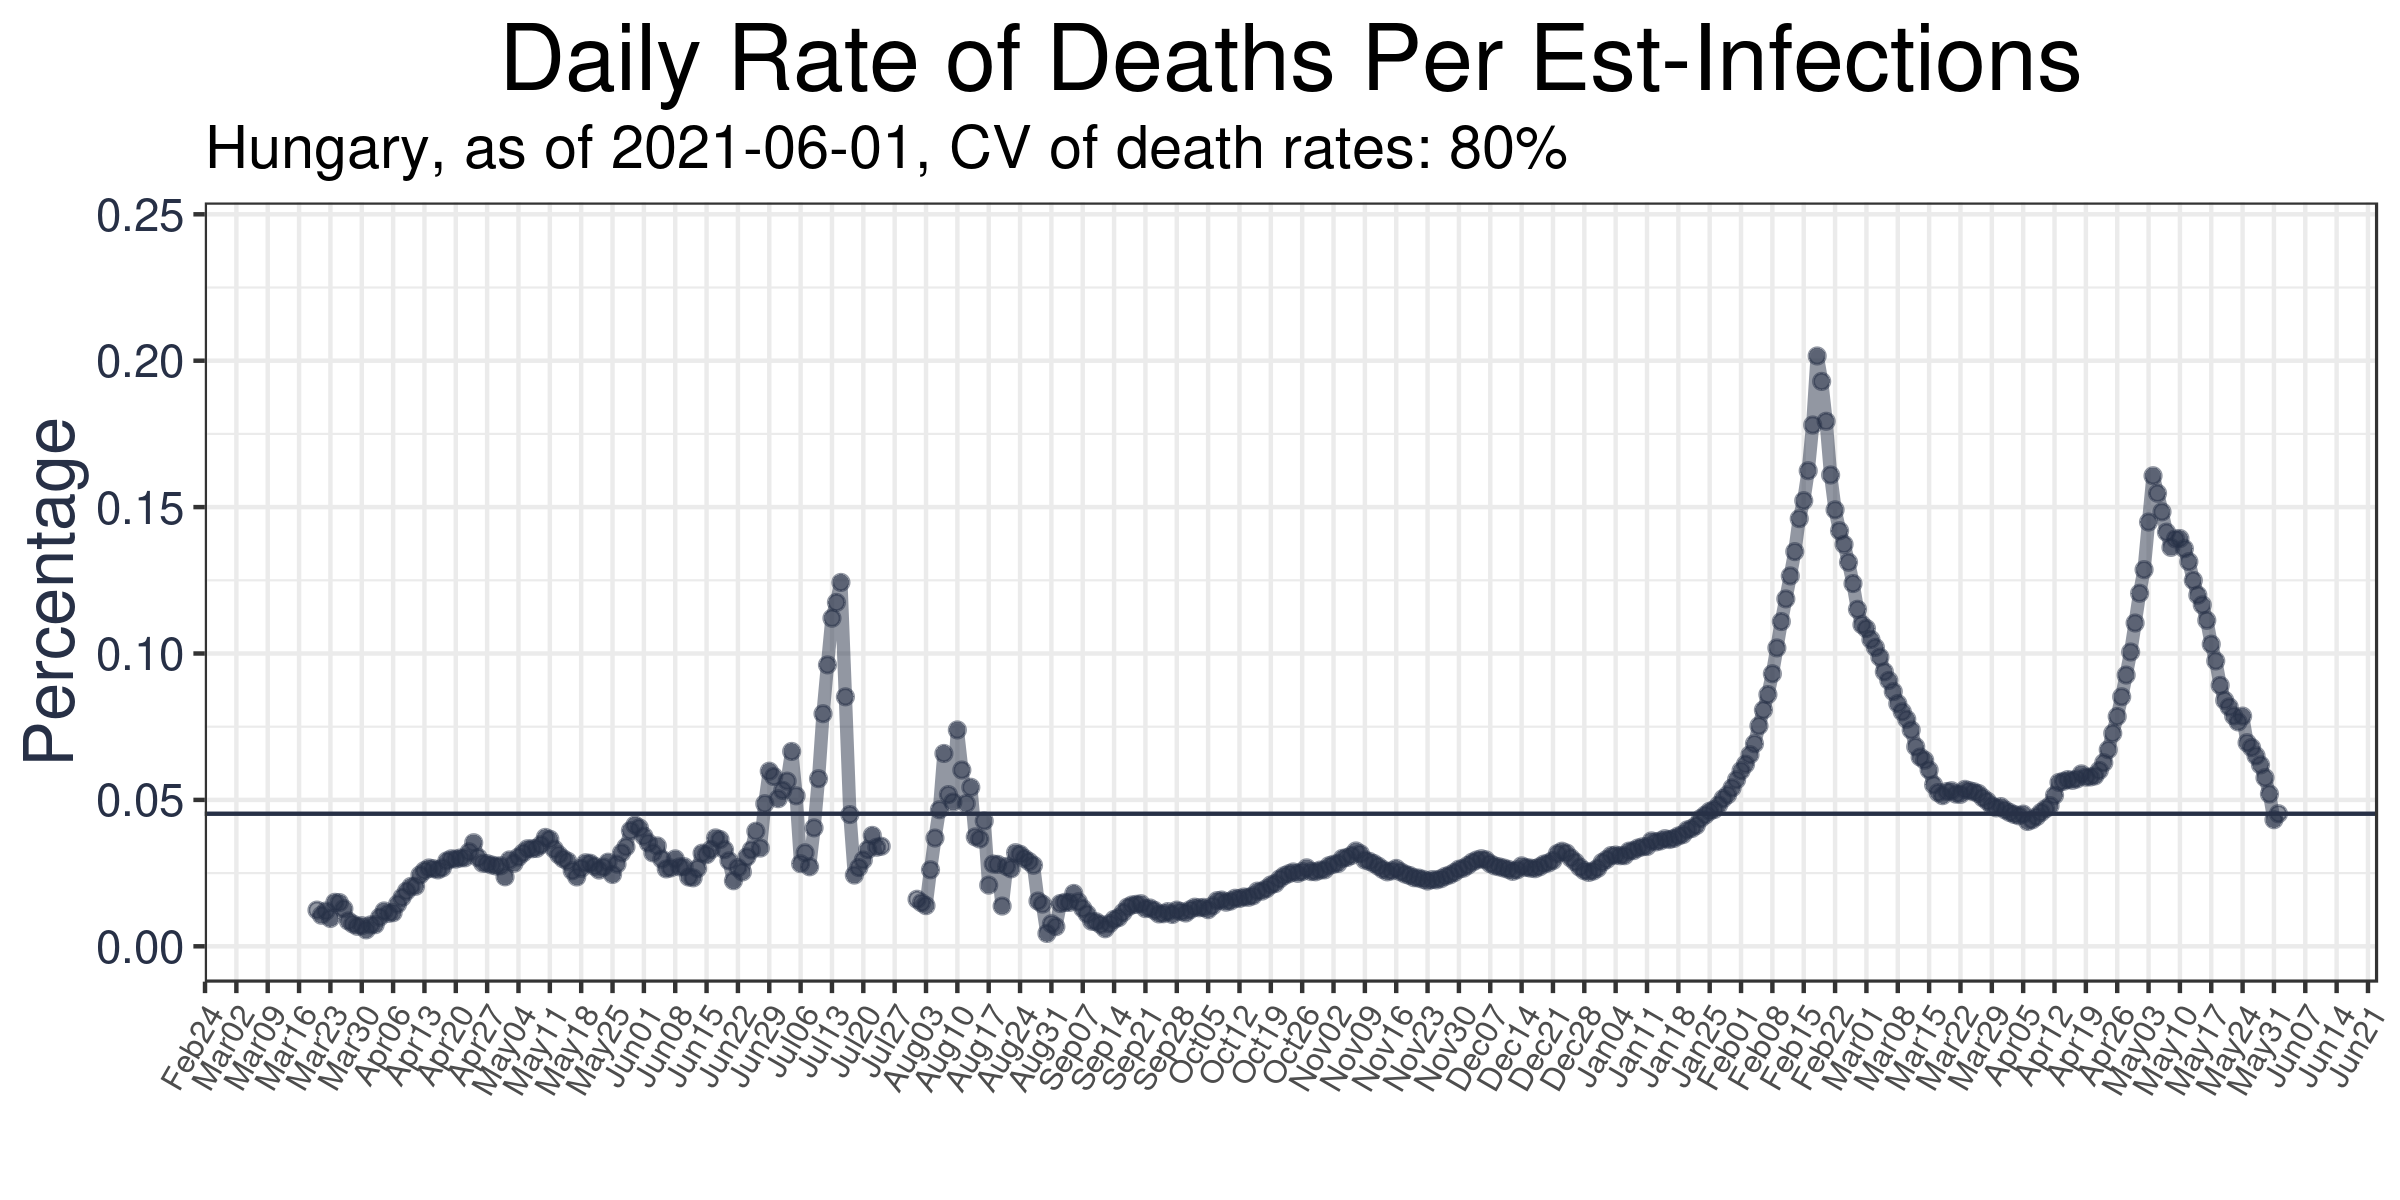 Daily Rate of Deaths Per Est-Infections
Hungary, as of 2021-06-01, CV of death rates: 80%
Percentage
0.25
0.20
0.15
0.10
0.05
0.00
Feb24
Mar02
Mar09
Mar16
Mar23
Mar30
Apr06
Apr13
Apr20
Apr27
May04
May11
May18
May25
Jun01
Jun08
Jun15
Jun22
Jun29
Jul06
Jul13
Jul20
Jul27
Aug03
Aug10
Aug17
Aug24
Aug31
Sep07
Sep14
Sep21
Sep28
Oct05
Oct12
Oct19
Oct26
Nov02
Nov09
Nov16
Nov23
Nov30
Dec07
Dec14
Dec21
Dec28
Jan04
Jan11
Jan18
Jan25
Feb01
Feb08
Feb15
Feb22
Mar01
Mar08
Mar15
Mar22
Mar29
Apr05
Apr12
Apr19
Apr26
May03
May10
May17
May24
May31
Jun07
Jun14
Jun21